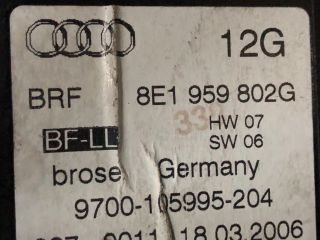 12G
BRF 8E1 959 802G
33
BF-LL HW 07
SW 06
brose Germany
9700-105995-204
18.03.2006